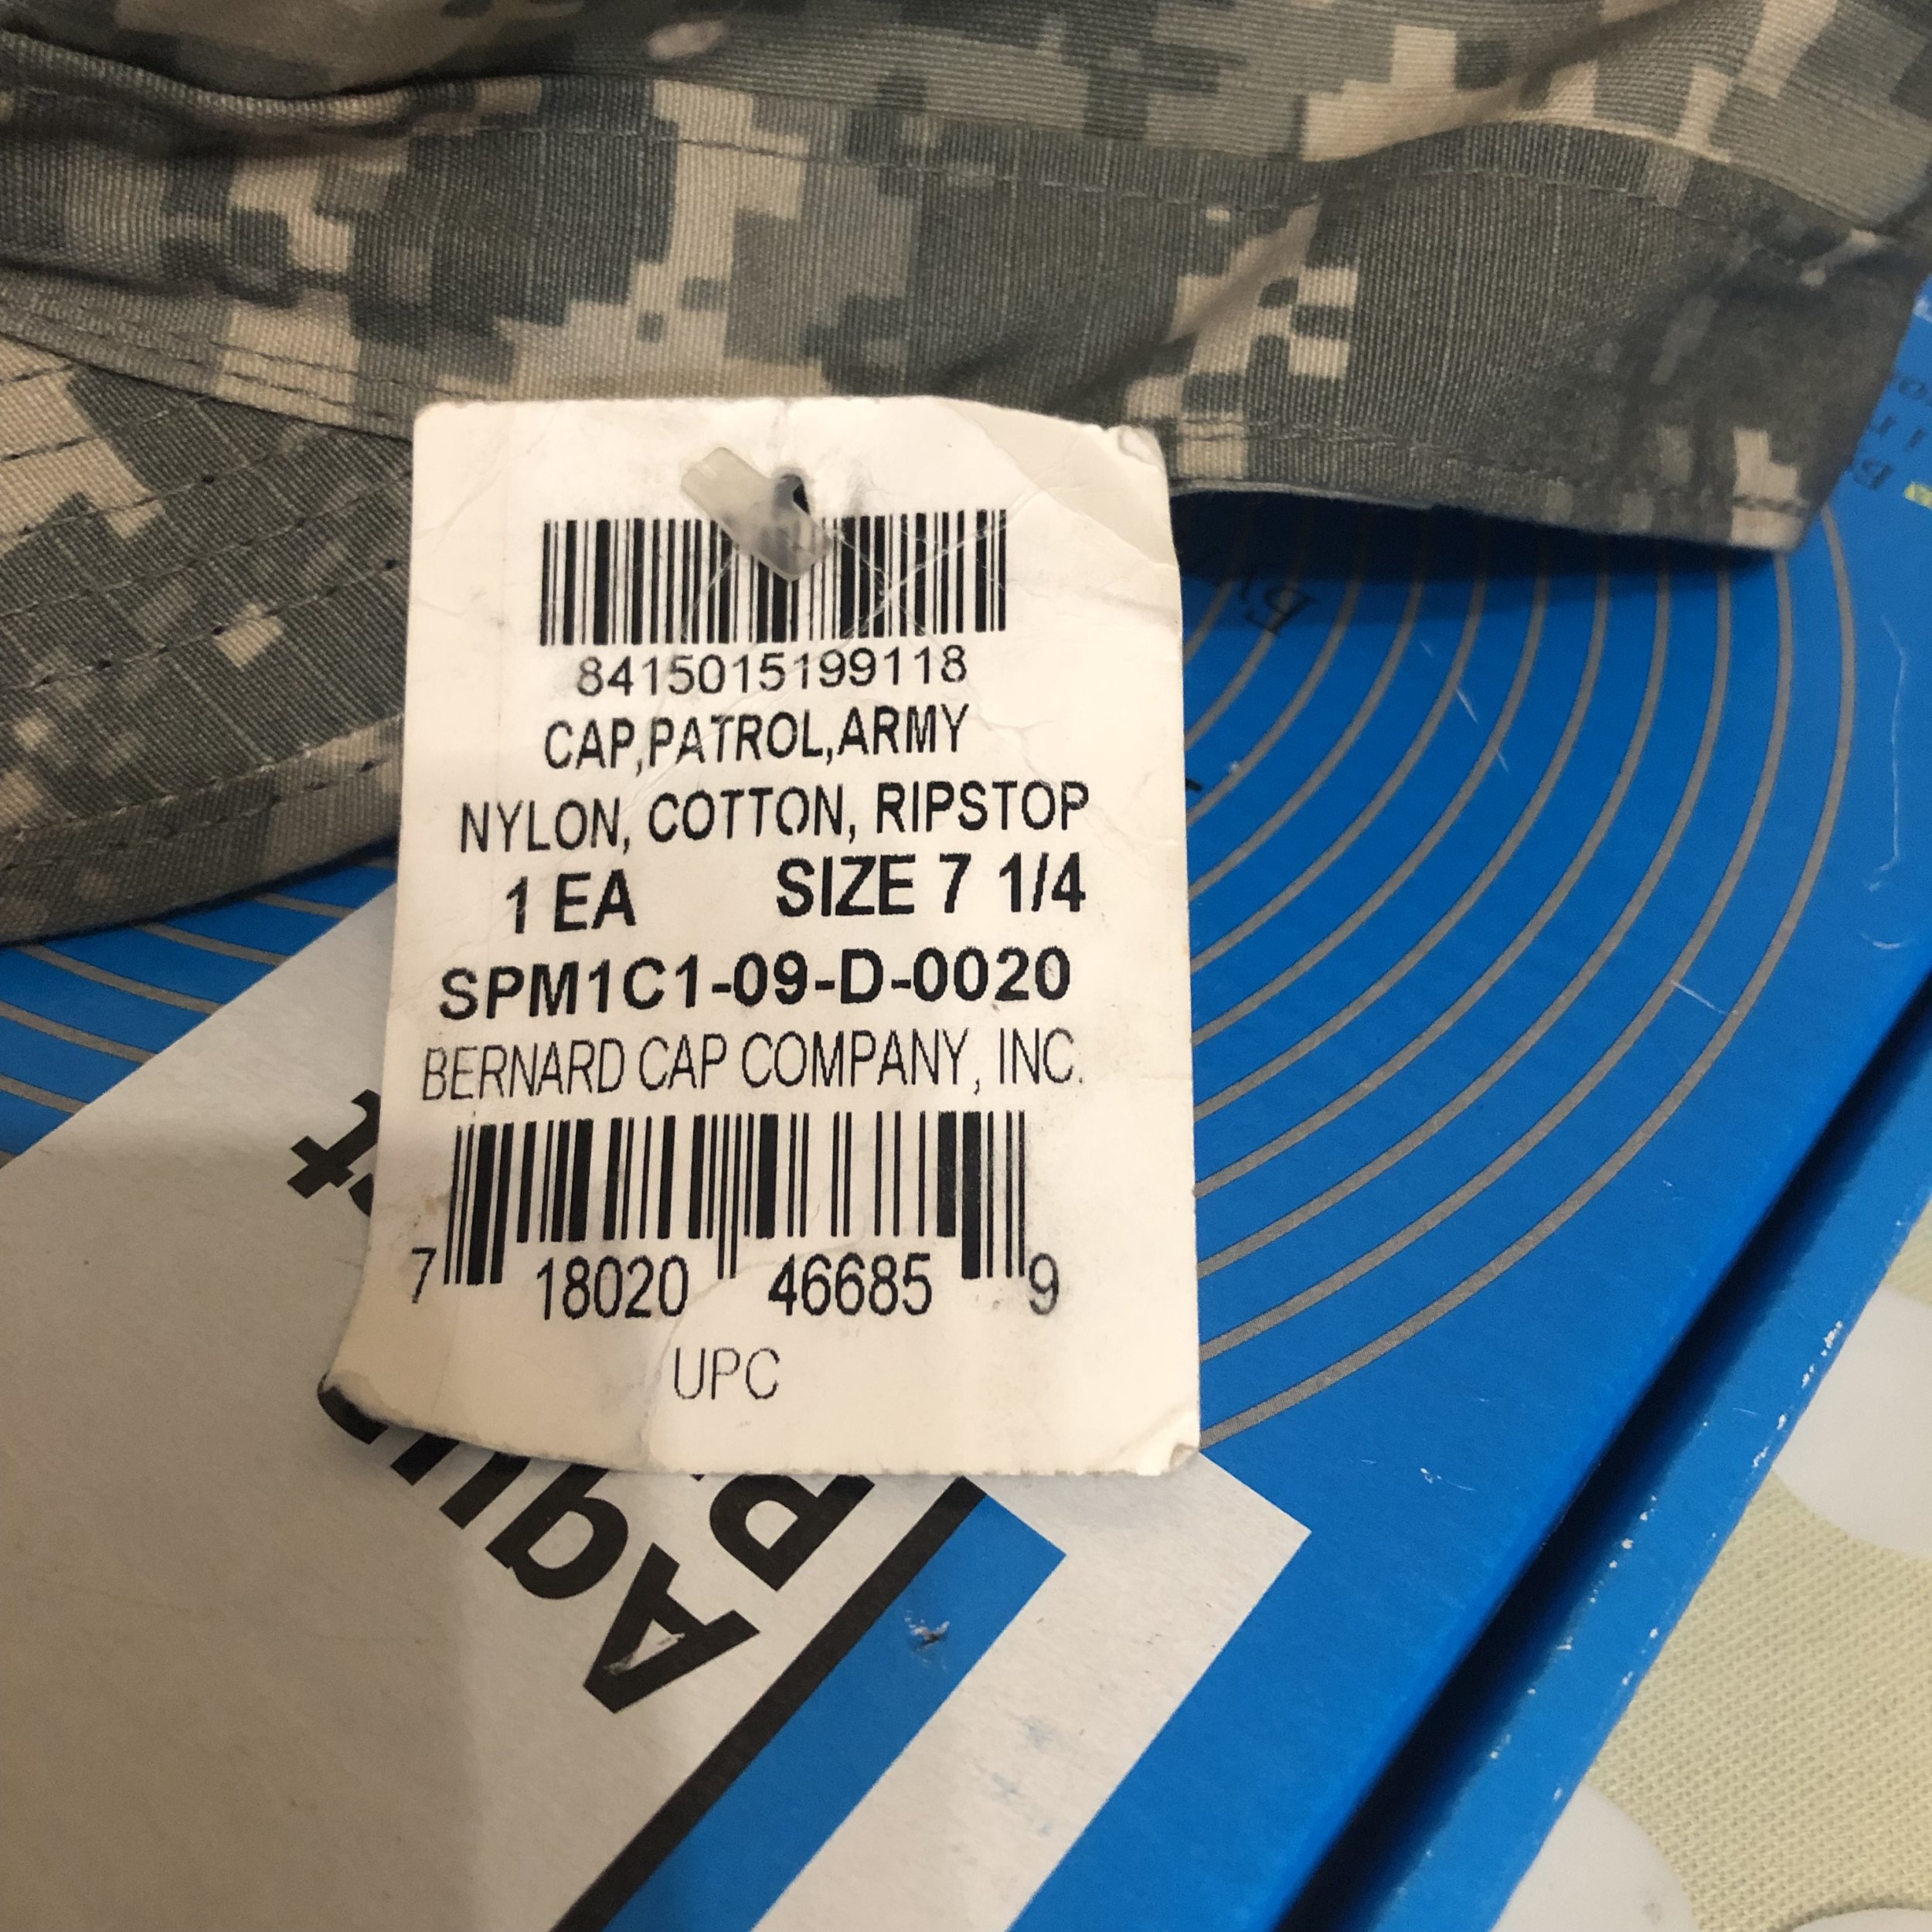 8415015199118
CAP,PATROL,ARMY
NYLON, COTTON, RIPSTOP
1 EA SIZE 7 1/4
SPM1C1-09-D-0020
BERNARD CAP COMPANY, INC.
7 18020 46685 9
UPC